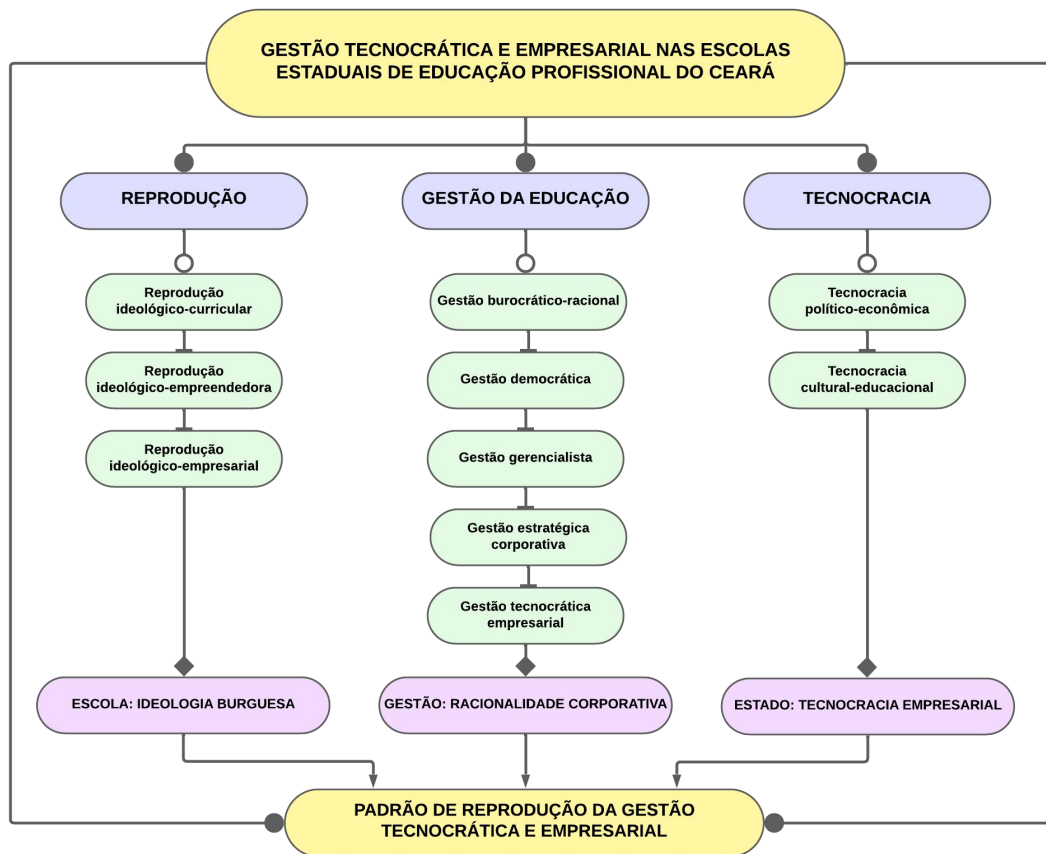 GESTÃO TECNOCRÁTICA E EMPRESARIAL NAS ESCOLAS
ESTADUAIS DE EDUCAÇÃO PROFISSIONAL DO CEARÁ
REPRODUÇÃO
Reprodução
ideológico-curricular
Reprodução
ideológico-empreendedora
Reprodução
ideológico-empresarial
ESCOLA: IDEOLOGIA BURGUESA
GESTÃO DA EDUCAÇÃO
Gestão burocrático-racional
Gestão democrática
Gestão gerencialista
Gestão estratégica
corporativa
Gestão tecnocrática
empresarial
GESTÃO: RACIONALIDADE CORPORATIVA
TECNOCRACIA
Tecnocracia
político-econômica
Tecnocracia
cultural-educacional
ESTADO: TECNOCRACIA EMPRESARIAL
PADRÃO DE REPRODUÇÃO DA GESTÃO
TECNOCRÁTICA E EMPRESARIAL